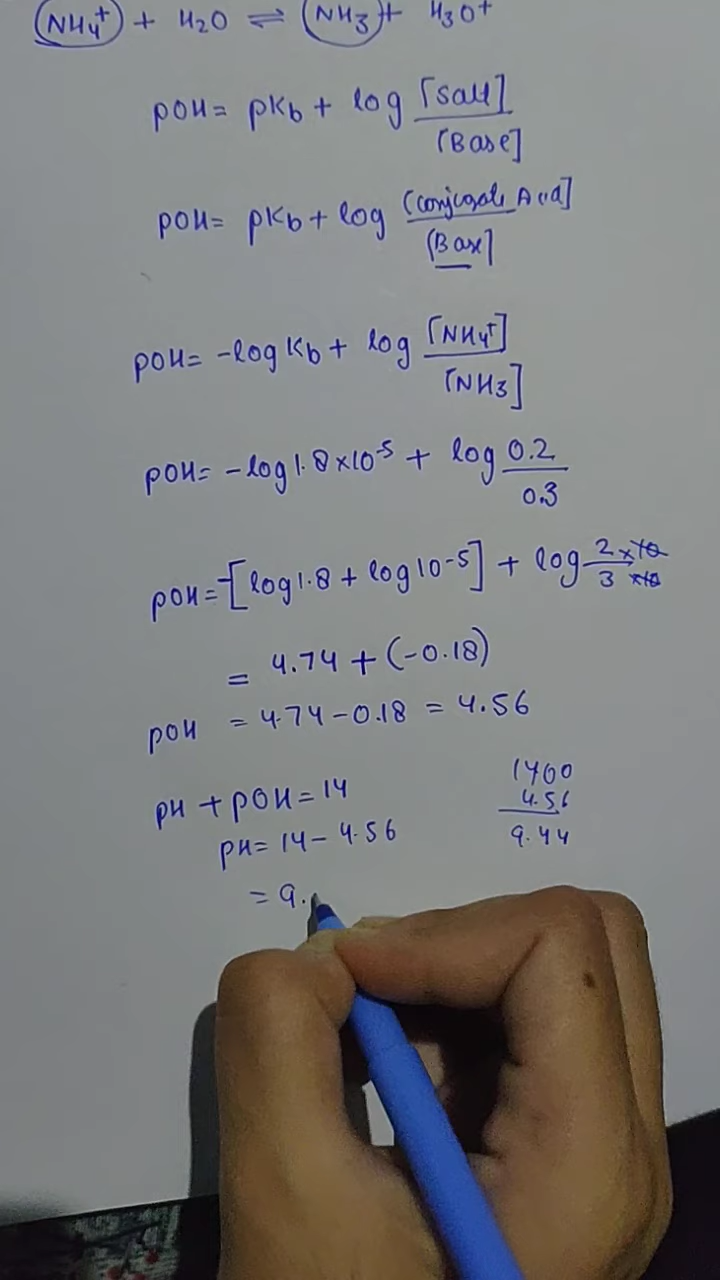 NH4+ + H2O ⇌ NH3 + H3O+
POH = PKb + log [Salt]/[Base]
POH = PKb + log [Conjugate Acid]/[Base]
POH = -log Kb + log [NH4+]/[NH3]
POH = -log 1.8×10-5 + log 0.2/0.3
POH = -[log 1.8 + log 10-5] + log 2×10/3×10
= 4.74 + (-0.18)
POH = 4.74 - 0.18 = 4.56
PH + POH = 14
PH = 14 - 4.56
= 9.
1400
4.56
9.44